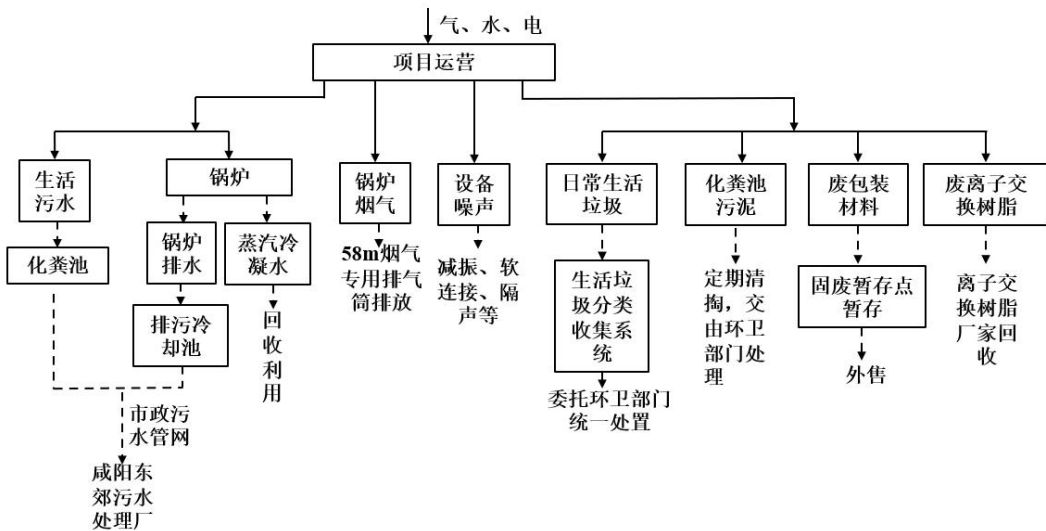 气、水、电
项目运营
生活
污水
锅炉
锅炉
烟气
设备
噪声
日常生活
垃圾
化粪池
污泥
废包装
材料
废离子交
换树脂
化粪池
锅炉
排水
蒸汽冷
凝水
58m烟气
专用排气
筒排放
减振、软
连接、隔
声等
生活垃
圾分类
收集系
统
定期清
掏，交
由环卫
部门处
理
固废暂存点
暂存
离子交
换树脂
厂家回
收
排污冷
却池
回
收
利
用
外售
委托环卫部门
统一处置
市政污
水管网
咸阳东
郊污水
处理厂